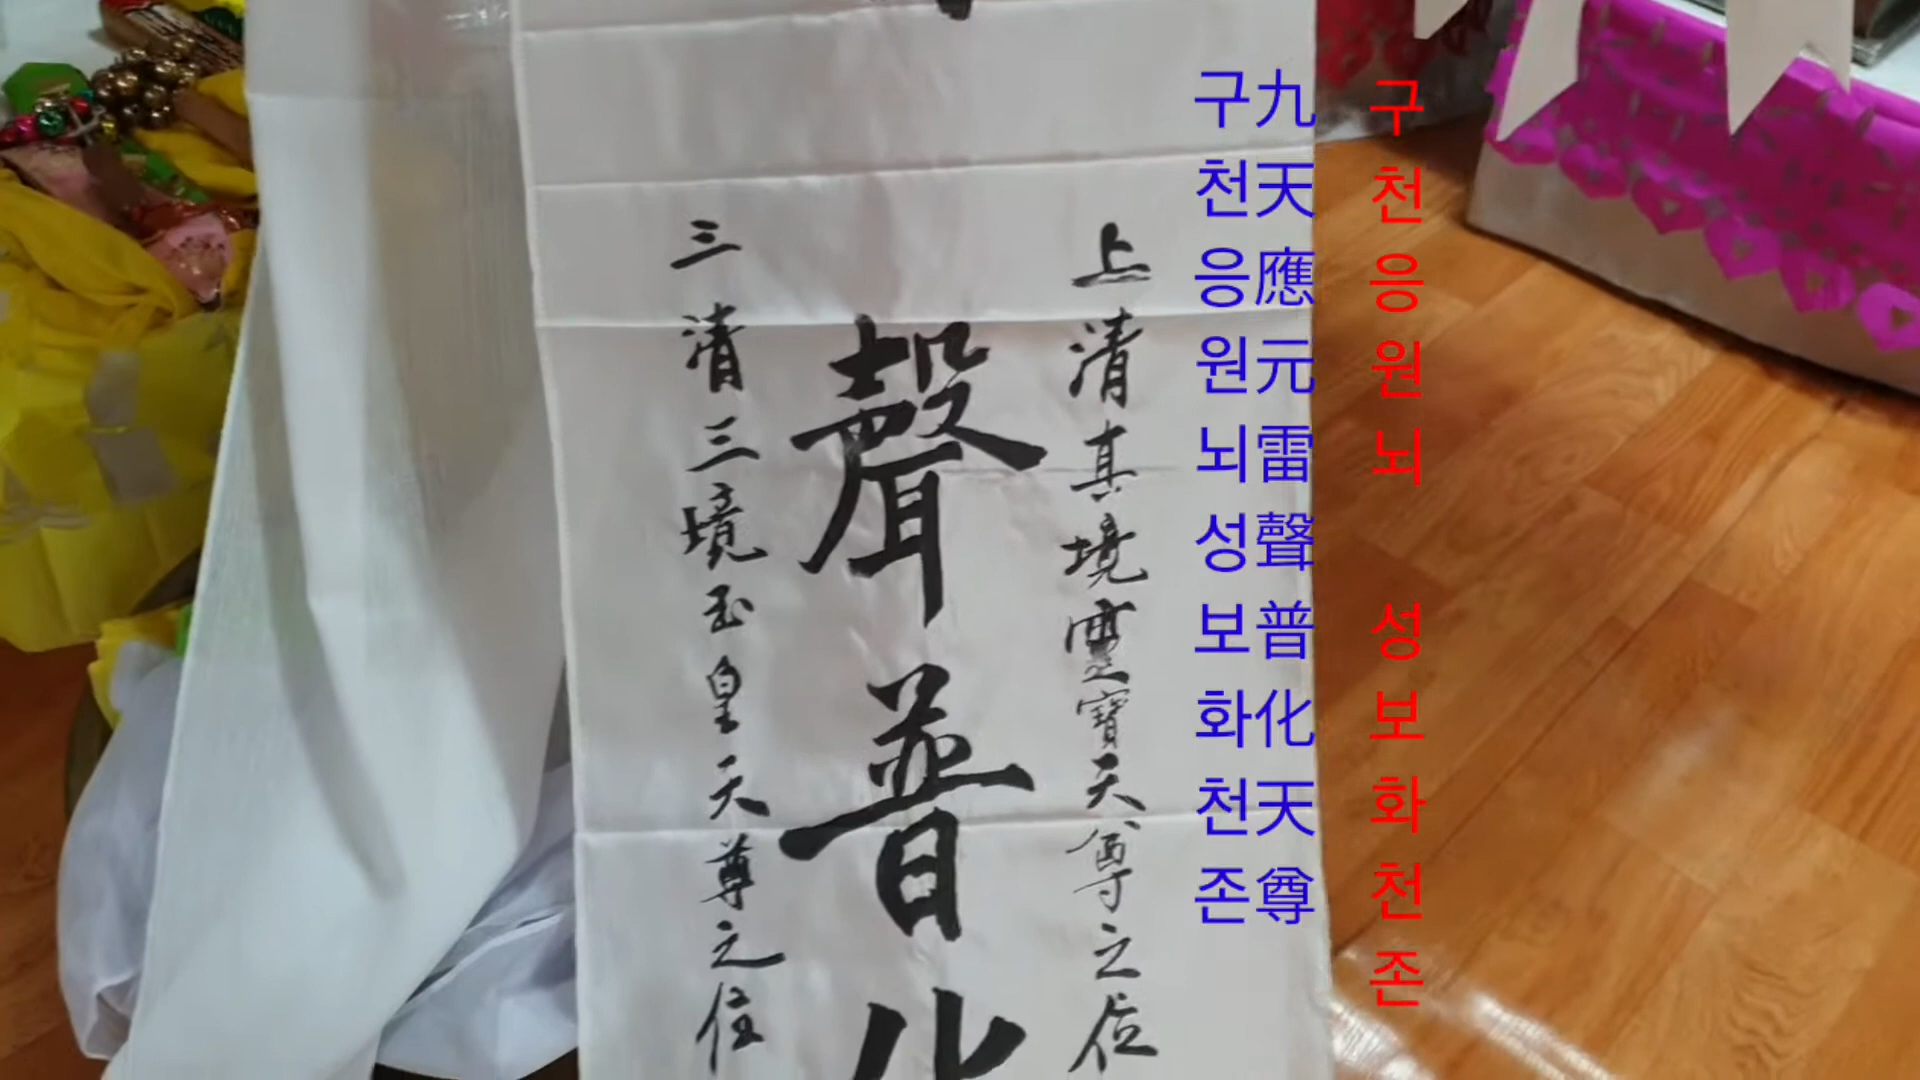 구천응원뇌 성보화천존
구九
천天
응應
원元
뇌雷
성聲
보普
화化
천天
존尊
上清真境靈寶天尊之位
聲普化
三清三境玉皇天尊之位